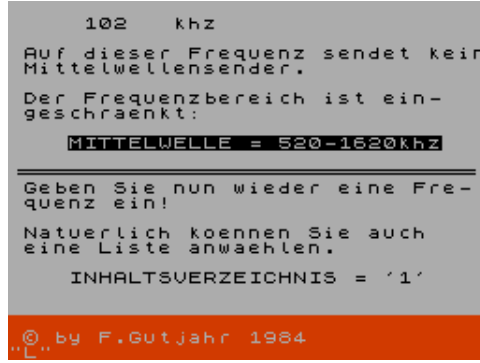 102 khz
Auf dieser Frequenz sendet kein
Mittelwellensender.
Der Frequenzbereich ist ein-
geschraenkt:
MITTELWELLE = 520-1620khz
Geben Sie nun wieder eine Fre-
quenz ein!
Natuerlich koennen Sie auch
eine Liste anwaehlen.
INHALTSVERZEICHNIS = '1'
© by F.Gutjahr 1984
"L"